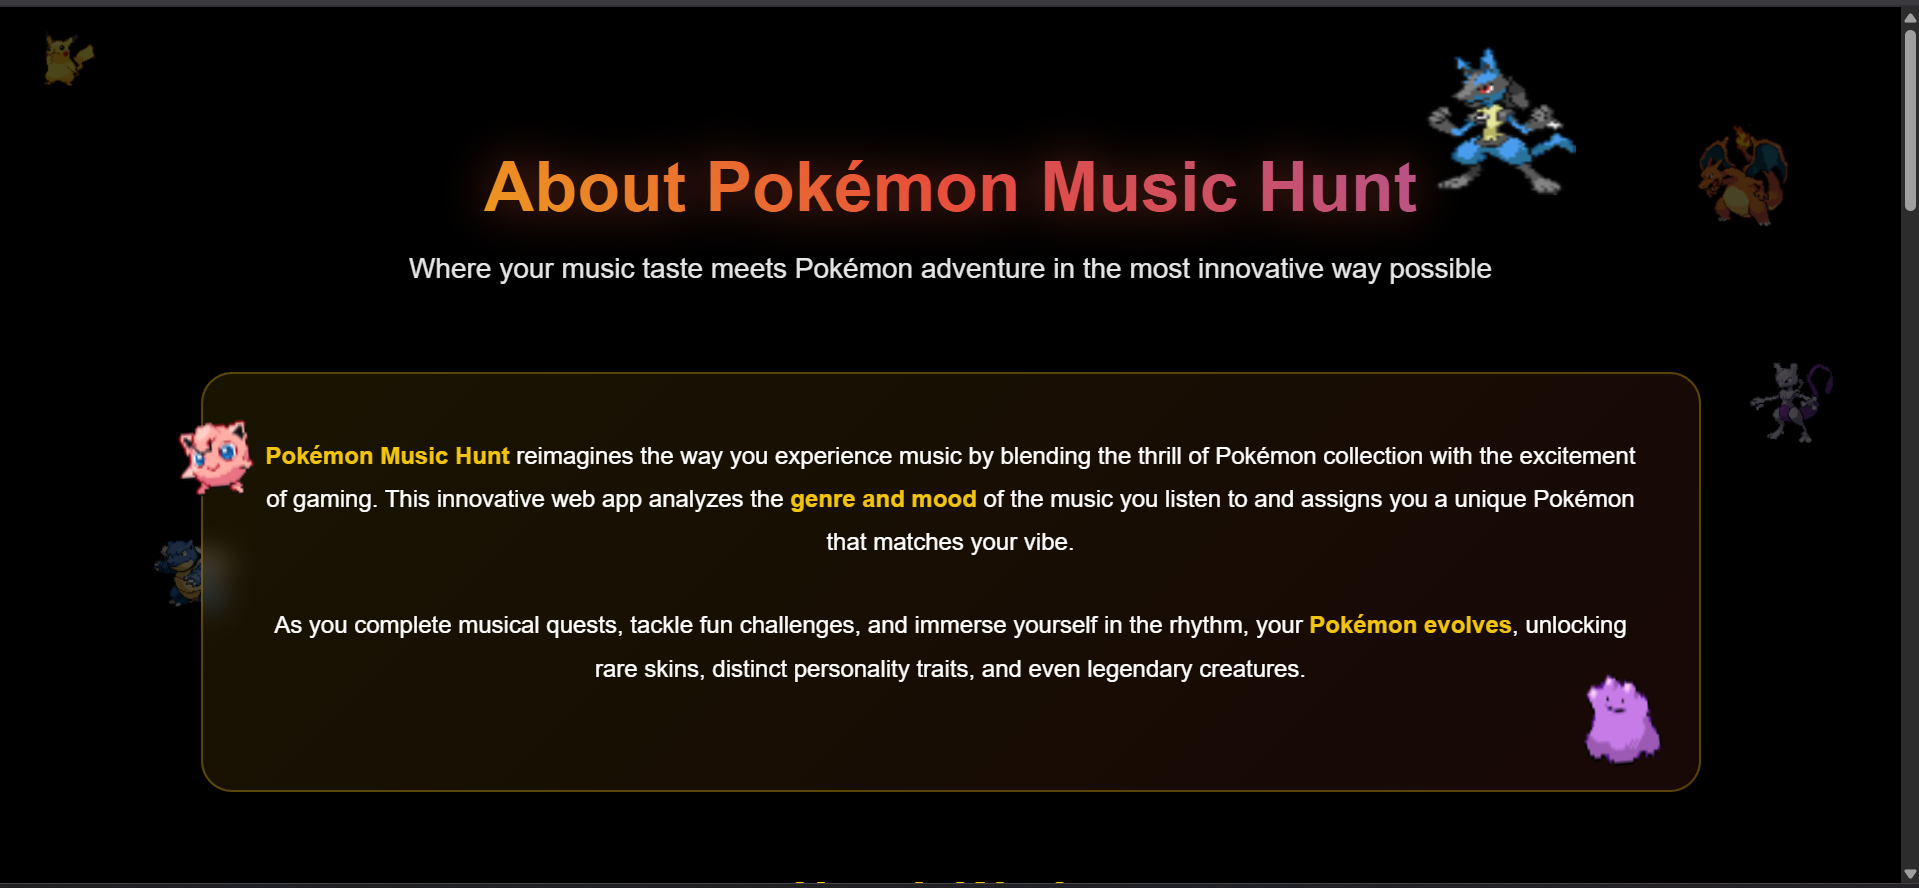 About Pokémon Music Hunt
Where your music taste meets Pokémon adventure in the most innovative way possible
Pokémon Music Hunt reimagines the way you experience music by blending the thrill of Pokémon collection with the excitement
of gaming. This innovative web app analyzes the genre and mood of the music you listen to and assigns you a unique Pokémon
that matches your vibe.
As you complete musical quests, tackle fun challenges, and immerse yourself in the rhythm, your Pokémon evolves, unlocking
rare skins, distinct personality traits, and even legendary creatures.